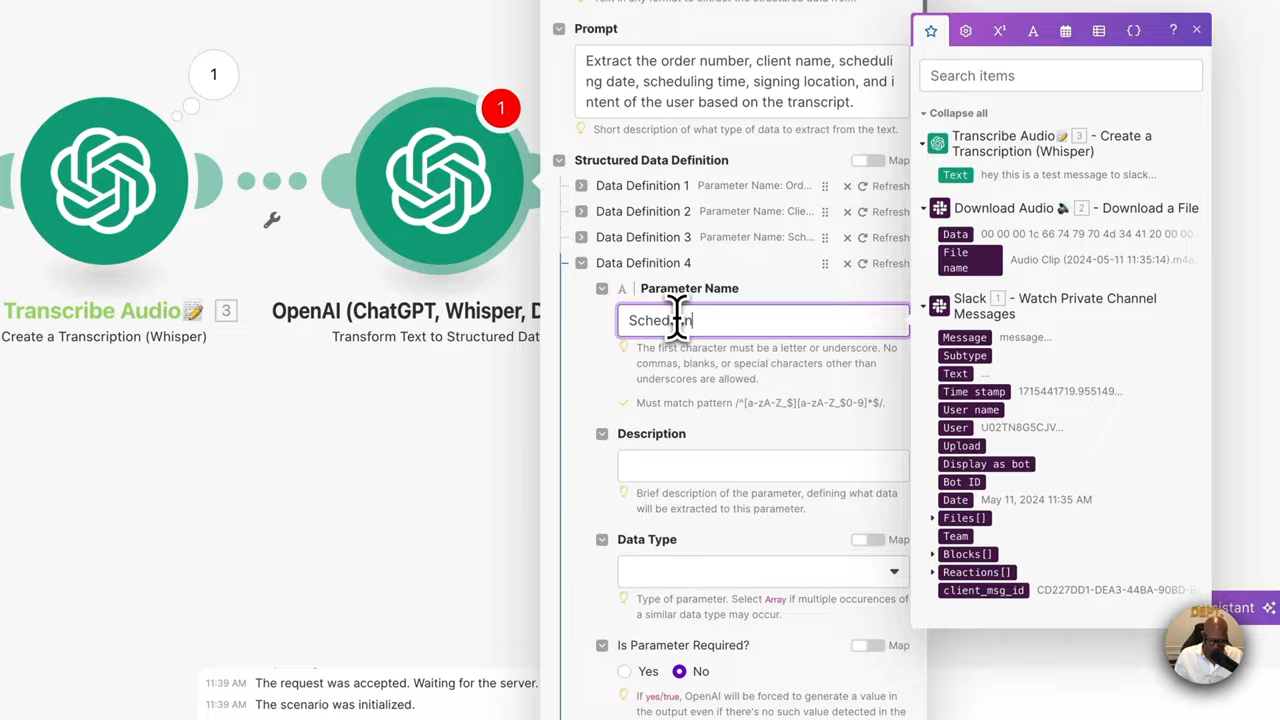 Prompt
Extract the order number, client name, scheduli
ng date, scheduling time, signing location, and i
ntent of the user based on the transcript.
Short description of what type of data to extract from the text.
Structured Data Definition
Map
Data Definition 1 Parameter Name: Ord... Refresh
Data Definition 2 Parameter Name: Clie... Refresh
Data Definition 3 Parameter Name: Sch... Refresh
Data Definition 4 Refresh
A Parameter Name
The first character must be a letter or underscore. No
commas, blanks, or special characters other than
underscores are allowed.
Must match pattern /^[a-zA-Z_$][a-zA-Z_$0-9]*$/.
Description
Brief description of the parameter, defining what data
will be extracted to this parameter.
Data Type
Map
Type of parameter. Select Array if multiple occurences of
a similar data type may occur.
Is Parameter Required?
Map
Yes No
If yes/true, OpenAI will be forced to generate a value in
the output even if there's no such value detected in the
1
1
Transcribe Audio📝 3
Create a Transcription (Whisper)
OpenAI (ChatGPT, Whisper, D
Transform Text to Structured Dat
11:39 AM The request was accepted. Waiting for the server.
11:39 AM The scenario was initialized.
X¹ A {} ?
Search items
Collapse all
Transcribe Audio📝 3 - Create a
Transcription (Whisper)
Text hey this is a test message to slack...
Download Audio 🔉 2 - Download a File
Data 00 00 00 1c 66 74 79 70 4d 34 41 20 00 00
File
name Audio Clip (2024-05-11 11:35:14).m4a
Slack 1 - Watch Private Channel
Messages
Message message...
Subtype
Text ...
Time stamp 1715441719.955149...
User name
User U02TN8G5CJV...
Upload
Display as bot
Bot ID
Date May 11, 2024 11:35 AM
Files[]
Team
Blocks[]
Reactions[]
client_msg_id CD227DD1-DEA3-44BA-90BD-B
istant